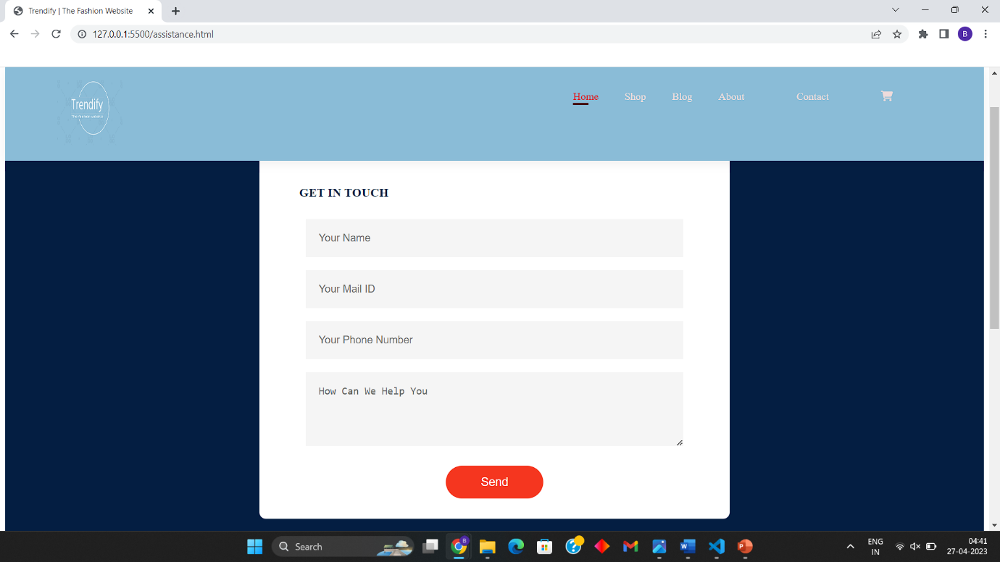 Trendify | The Fashion Website
127.0.0.1:5500/assistance.html
B
Trendify
Home Shop Blog About Contact
GET IN TOUCH
Your Name
Your Mail ID
Your Phone Number
How Can We Help You
Send
Search
B
ENG
IN
04:41
27-04-2023